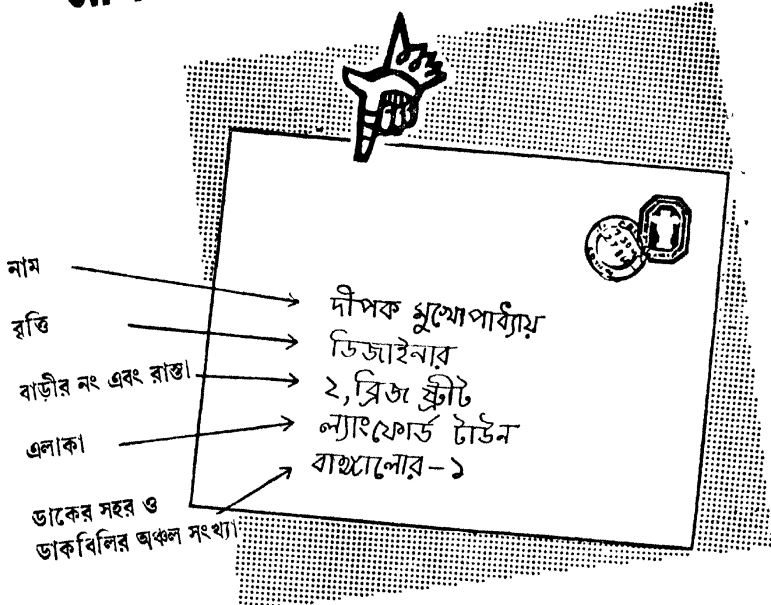 নাম
বৃত্তি
বাড়ীর নং এবং রাস্তা
এলাকা
ডাকের সহর ও
ডাকবিলির অঞ্চল সংখ্যা
দীপক মুখোপাধ্যায়
ডিজাইনার
২, ব্রিজ ষ্ট্রীট
ল্যাংফোর্ড টাউন
বাঙ্গালোর-১